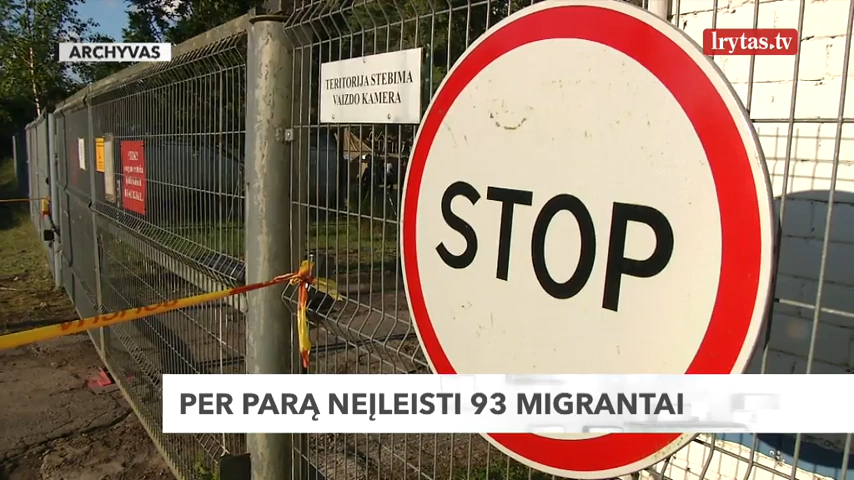 ARCHYVAS
lrytas.tv
TERITORIJA STEBIMA
VAIZDO KAMERA
STOP
PER PARĄ NEĮLEISTI 93 MIGRANTAI